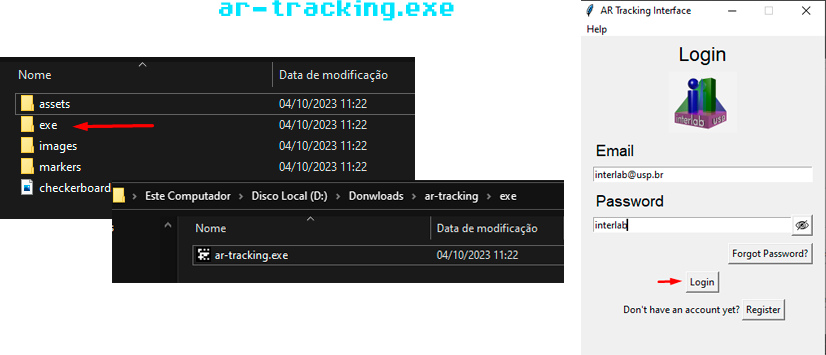 ar-tracking.exe
Nome
Data de modificação
assets
04/10/2023 11:22
exe
04/10/2023 11:22
images
04/10/2023 11:22
markers
04/10/2023 11:22
checkerboard
Este Computador > Disco Local (D:) > Donwloads > ar-tracking > exe
Nome
Data de modificação
ar-tracking.exe
04/10/2023 11:22
AR Tracking Interface
Help
Login
interlab usp
Email
interlab@usp.br
Password
interlab
Forgot Password?
Login
Don't have an account yet? Register